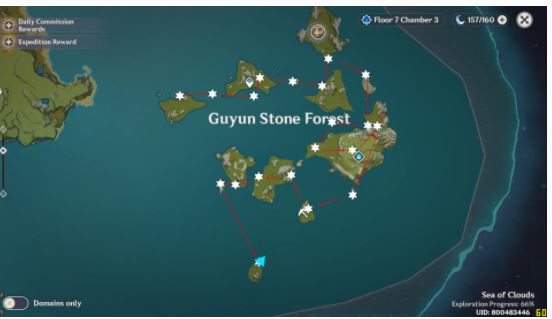 Daily Commission
Rewards
Expedition Reward
Floor 7 Chamber 3
157/160
Guyun Stone Forest
Domains only
Sea of Clouds
Exploration Progress: 66%
UID: 800483446
60